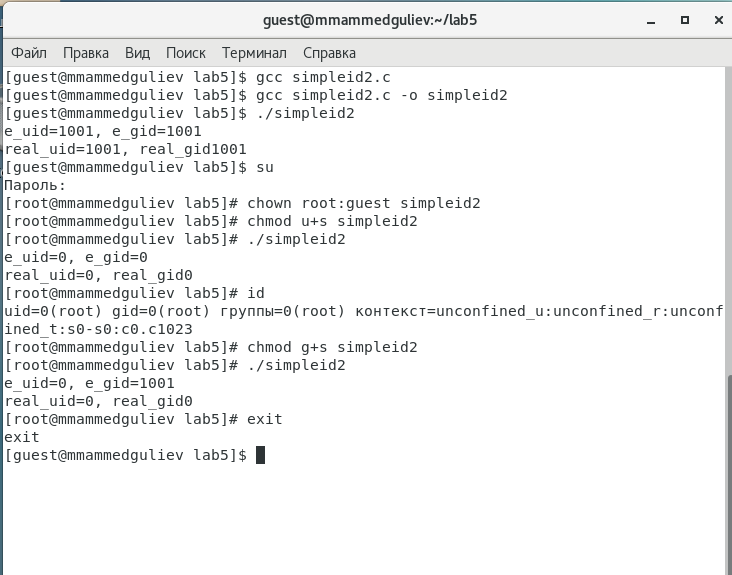 guest@mmammedguliev:~/lab5
Файл Правка Вид Поиск Терминал Справка
[guest@mmammedguliev lab5]$ gcc simpleid2.c
[guest@mmammedguliev lab5]$ gcc simpleid2.c -o simpleid2
[guest@mmammedguliev lab5]$ ./simpleid2
e_uid=1001, e_gid=1001
real_uid=1001, real_gid1001
[guest@mmammedguliev lab5]$ su
Пароль:
[root@mmammedguliev lab5]# chown root:guest simpleid2
[root@mmammedguliev lab5]# chmod u+s simpleid2
[root@mmammedguliev lab5]# ./simpleid2
e_uid=0, e_gid=0
real_uid=0, real_gid0
[root@mmammedguliev lab5]# id
uid=0(root) gid=0(root) группы=0(root) контекст=unconfined_u:unconfined_r:unconf
ined_t:s0-s0:c0.c1023
[root@mmammedguliev lab5]# chmod g+s simpleid2
[root@mmammedguliev lab5]# ./simpleid2
e_uid=0, e_gid=1001
real_uid=0, real_gid0
[root@mmammedguliev lab5]# exit
exit
[guest@mmammedguliev lab5]$